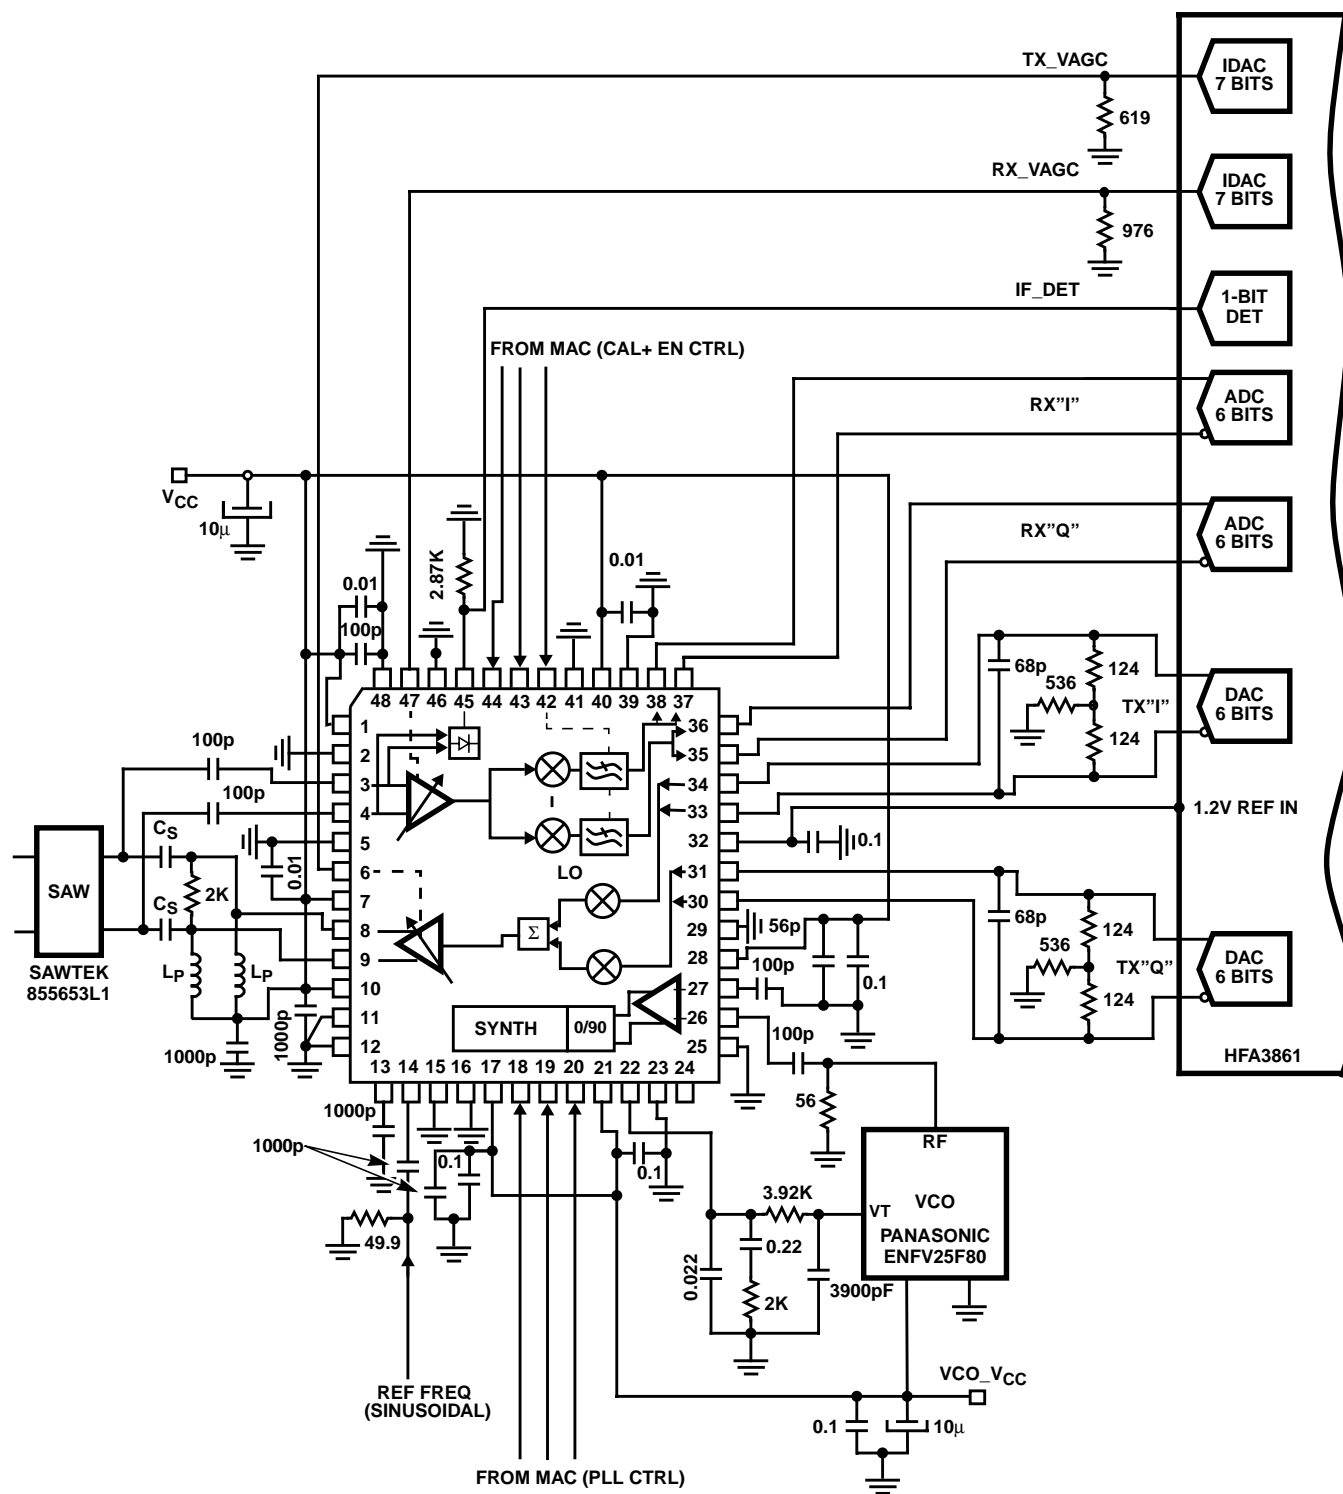 TX_VAGC
IDAC
7 BITS
619
RX_VAGC
IDAC
7 BITS
976
IF_DET
1-BIT
DET
FROM MAC (CAL+ EN CTRL)
RX"I"
ADC
6 BITS
VCC
10µ
RX"Q"
ADC
6 BITS
0.01
100p
2.87K
0.01
48 47 46 45 44 43 42 41 40 39 38 37
68p
124
536
124
TX"I"
DAC
6 BITS
1
2
3
4
5
6
7
8
9
10
11
12
36
35
34
33
32
31
30
29
28
27
26
25
100p
100p
CS
CS
2K
0.01
SAW
SAWTEK
855653L1
LP
LP
1000p
1000p
LO
Σ
SYNTH
0/90
0.1
1.2V REF IN
56p
100p
0.1
68p
124
536
124
TX"Q"
DAC
6 BITS
HFA3861
13 14 15 16 17 18 19 20 21 22 23 24
100p
56
1000p
1000p
0.1
0.1
49.9
RF
VCO
VT
PANASONIC
ENFV25F80
3.92K
0.22
0.022
2K
3900pF
REF FREQ
(SINUSOIDAL)
VCO_VCC
0.1
10µ
FROM MAC (PLL CTRL)